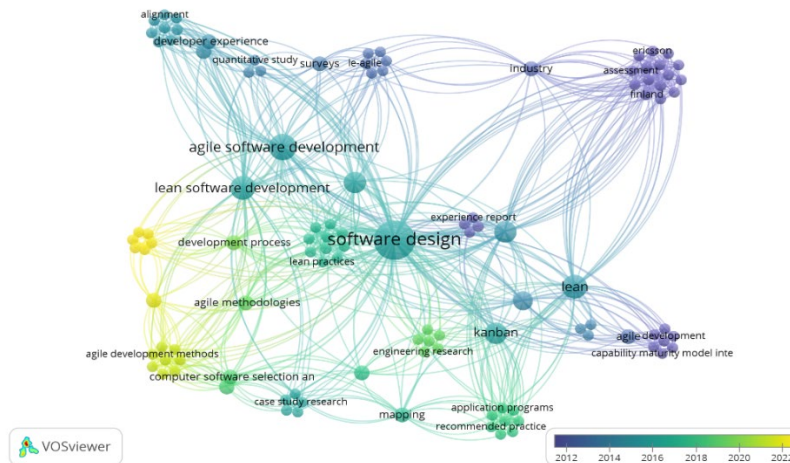 alignment
developer experience
quantitative study
surveys
le-agile
industry
ericsson
assessment
finland
agile software development
lean software development
experience report
software design
development process
lean practices
lean
agile methodologies
kanban
agile development
engineering research
capability maturity model inte
agile development methods
computer software selection an
case study research
mapping
application programs
recommended practice
VOSviewer
2012 2014 2016 2018 2020 2022